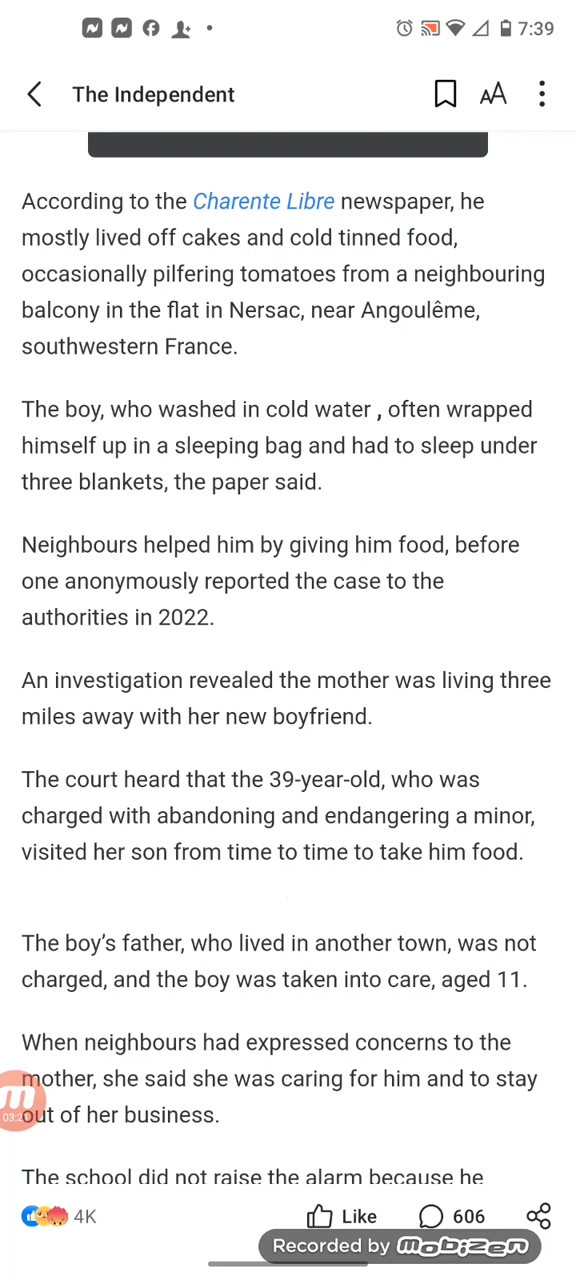 7:39
The Independent
AA
According to the Charente Libre newspaper, he
mostly lived off cakes and cold tinned food,
occasionally pilfering tomatoes from a neighbouring
balcony in the flat in Nersac, near Angoulême,
southwestern France.
The boy, who washed in cold water , often wrapped
himself up in a sleeping bag and had to sleep under
three blankets, the paper said.
Neighbours helped him by giving him food, before
one anonymously reported the case to the
authorities in 2022.
An investigation revealed the mother was living three
miles away with her new boyfriend.
The court heard that the 39-year-old, who was
charged with abandoning and endangering a minor,
visited her son from time to time to take him food.
The boy’s father, who lived in another town, was not
charged, and the boy was taken into care, aged 11.
When neighbours had expressed concerns to the
mother, she said she was caring for him and to stay
out of her business.
The school did not raise the alarm because he
4K
Like
606
Recorded by mobizen